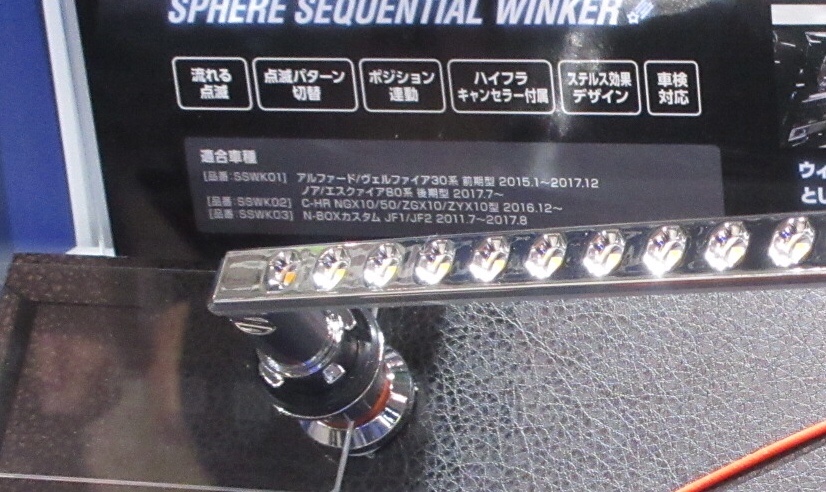 SPHERE SEQUENTIAL WINKER
流れる
点滅
点滅パターン
切替
ポジション
連動
ハイフラ
キャンセラー付属
ステルス効果
デザイン
車検
対応
適合車種
[品番:SSWK01] アルファード/ヴェルファイア30系 前期型 2015.1~2017.12
ノア/エスクァイア80系 後期型 2017.7~
[品番:SSWK02] C-HR NGX10/50/ZGX10/ZYX10型 2016.12~
[品番:SSWK03] N-BOXカスタム JF1/JF2 2011.7~2017.8